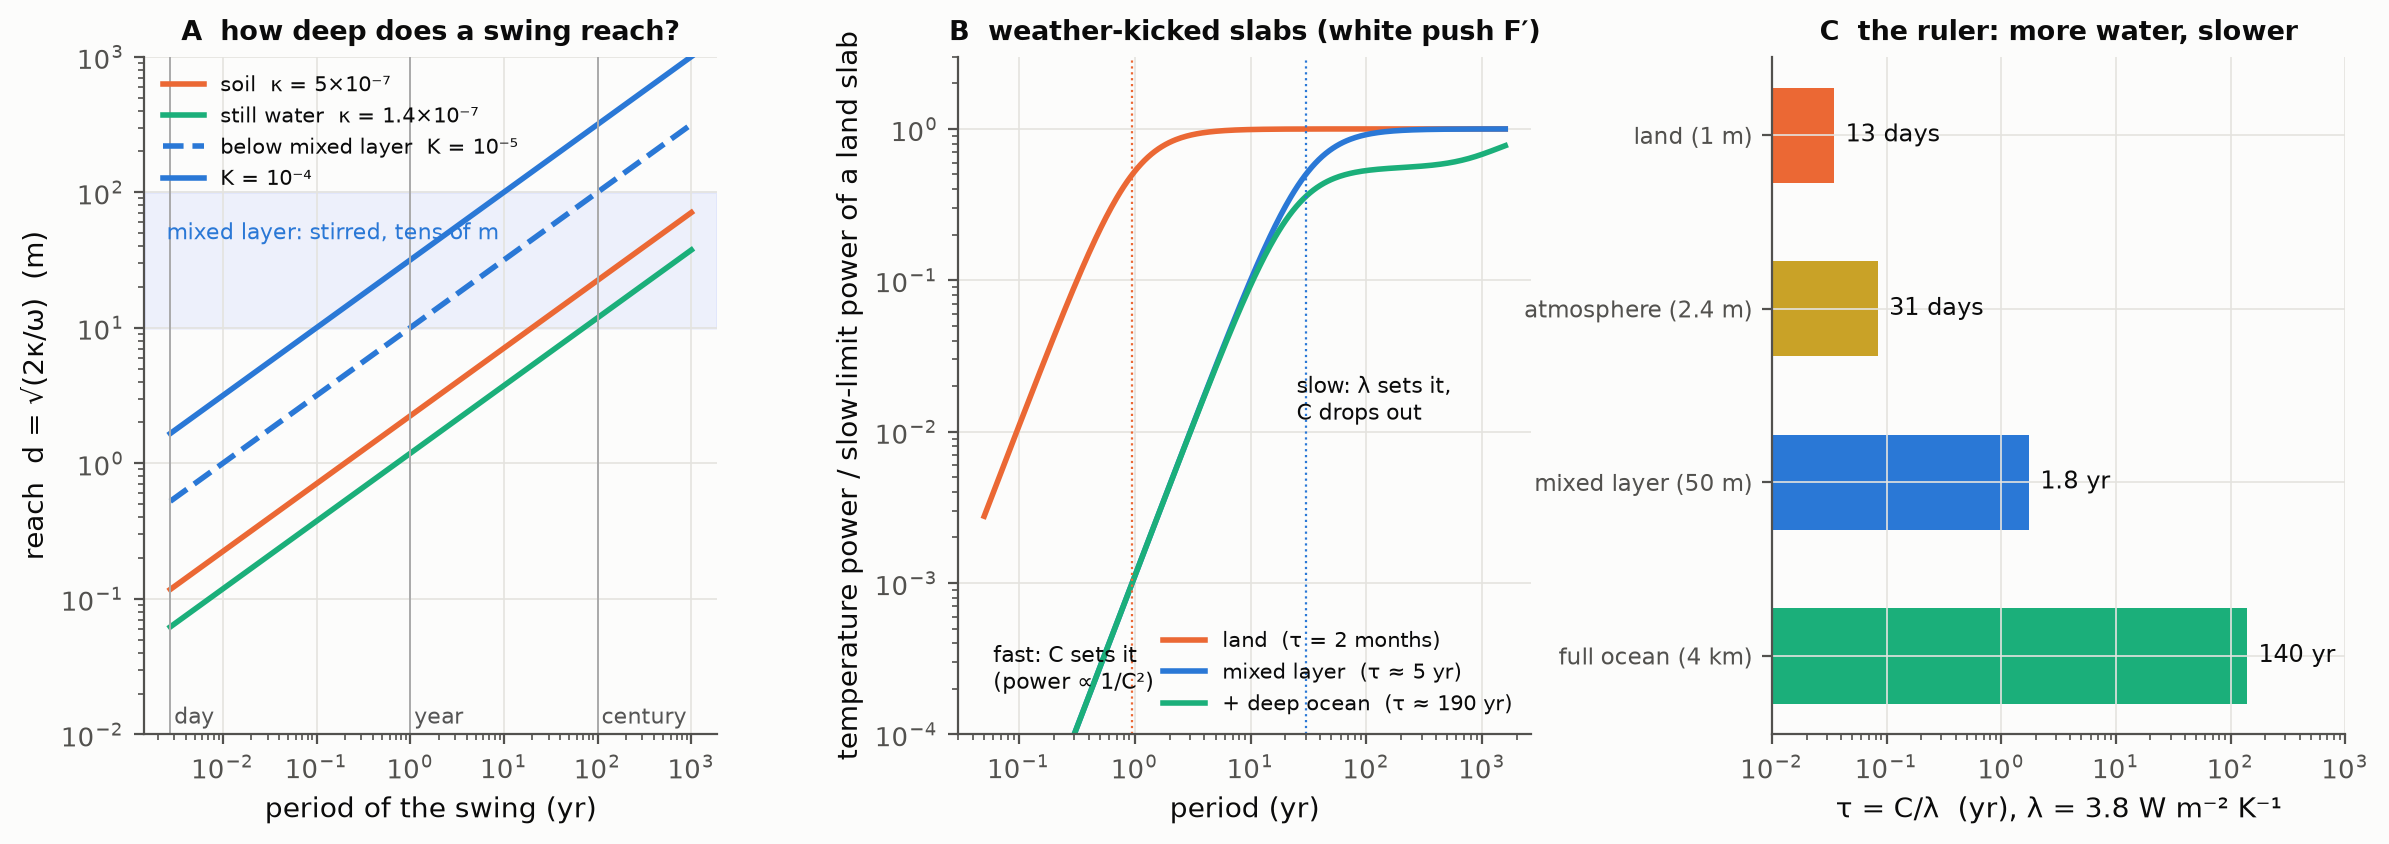 A  how deep does a swing reach?
reach  d = √(2κ/ω)  (m)
10³
10²
10¹
10⁰
10⁻¹
10⁻²
soil  κ = 5×10⁻⁷
still water  κ = 1.4×10⁻⁷
below mixed layer  K = 10⁻⁵
K = 10⁻⁴
mixed layer: stirred, tens of m
day
year
century
10⁻²
10⁻¹
10⁰
10¹
10²
10³
period of the swing (yr)
B  weather-kicked slabs (white push F′)
temperature power / slow-limit power of a land slab
10⁰
10⁻¹
10⁻²
10⁻³
10⁻⁴
slow: λ sets it,
C drops out
fast: C sets it
(power ∝ 1/C²)
land  (τ = 2 months)
mixed layer  (τ ≈ 5 yr)
+ deep ocean  (τ ≈ 190 yr)
10⁻¹
10⁰
10¹
10²
10³
period (yr)
C  the ruler: more water, slower
land (1 m)
13 days
atmosphere (2.4 m)
31 days
mixed layer (50 m)
1.8 yr
full ocean (4 km)
140 yr
10⁻²
10⁻¹
10⁰
10¹
10²
10³
τ = C/λ  (yr), λ = 3.8 W m⁻² K⁻¹